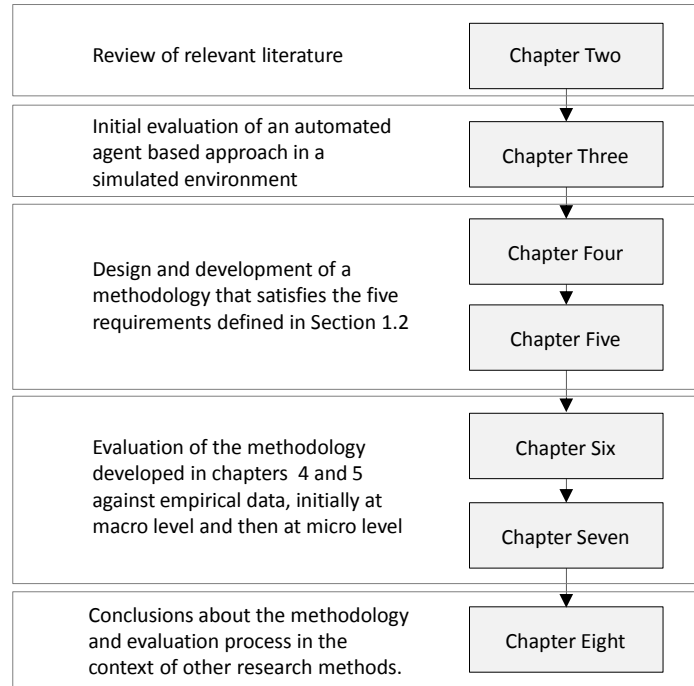 Review of relevant literature
Chapter Two
Initial evaluation of an automated
agent based approach in a
simulated environment
Chapter Three
Design and development of a
methodology that satisfies the five
requirements defined in Section 1.2
Chapter Four
Chapter Five
Evaluation of the methodology
developed in chapters 4 and 5
against empirical data, initially at
macro level and then at micro level
Chapter Six
Chapter Seven
Conclusions about the methodology
and evaluation process in the
context of other research methods.
Chapter Eight